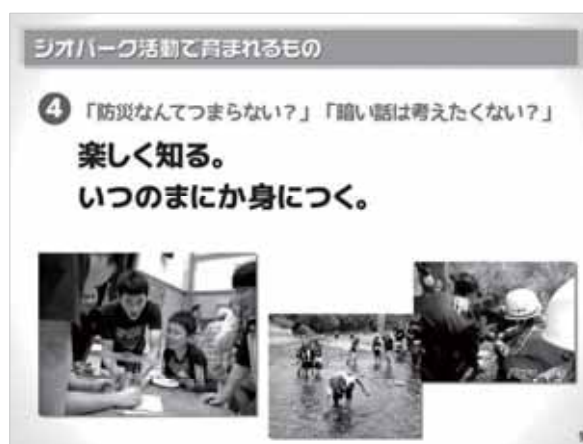 ジオパーク活動で育まれるもの
4 「防災なんてつまらない?」「暗い話は考えたくない?」
楽しく知る。
いつのまにか身につく。